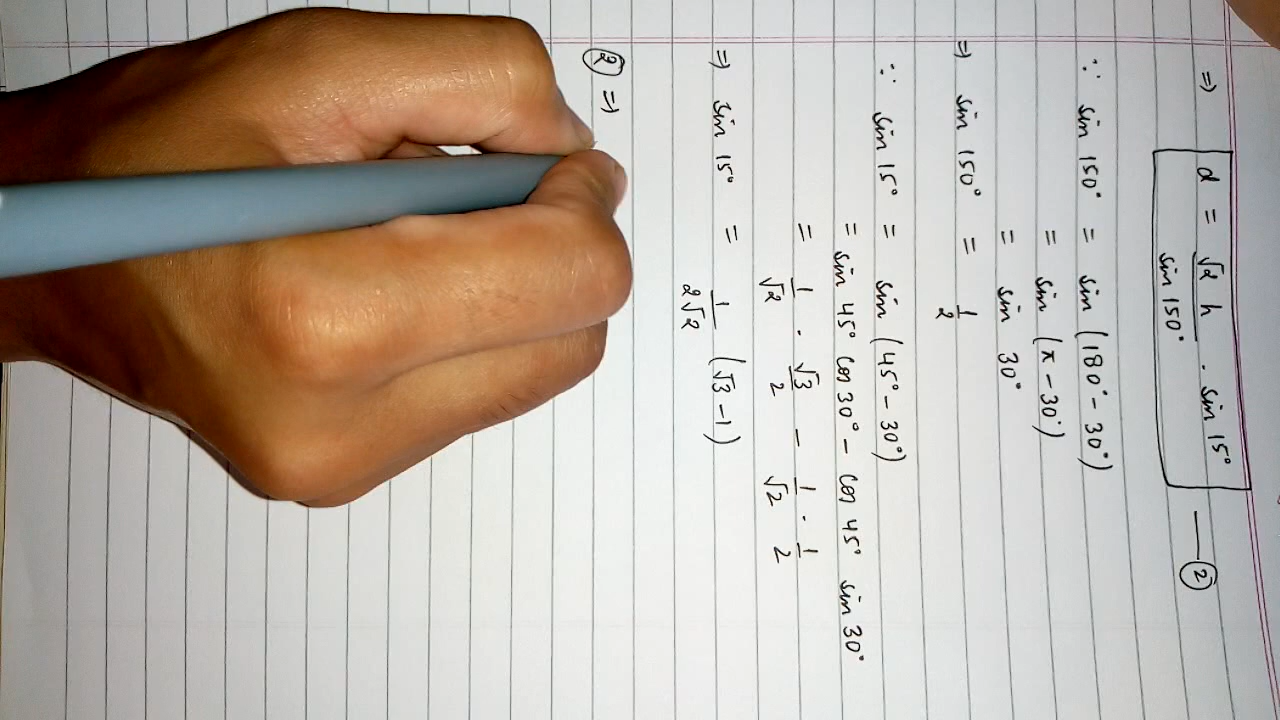 ⇒ d = √2 h / sin 150° . sin 15° —— ②
∵ sin 150° = sin (180° - 30°)
= sin (π - 30°)
= sin 30°
⇒ sin 150° = 1/2
∵ sin 15° = sin (45° - 30°)
= sin 45° cos 30° - cos 45° sin 30°
= 1/√2 . √3/2 - 1/√2 . 1/2
⇒ sin 15° = 1/2√2 (√3 - 1)
② ⇒